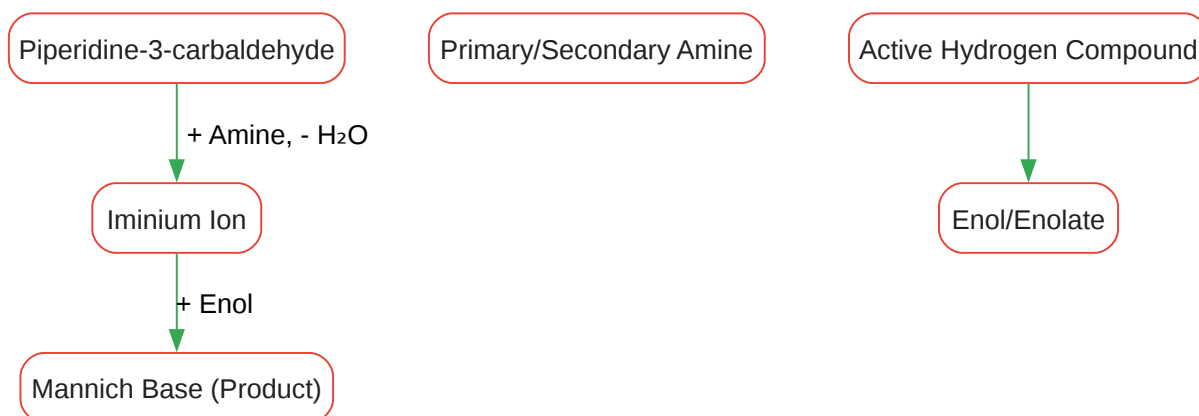 Piperidine-3-carbaldehyde
Primary/Secondary Amine
Active Hydrogen Compound
+ Amine, - H₂O
Iminium Ion
Enol/Enolate
+ Enol
Mannich Base (Product)